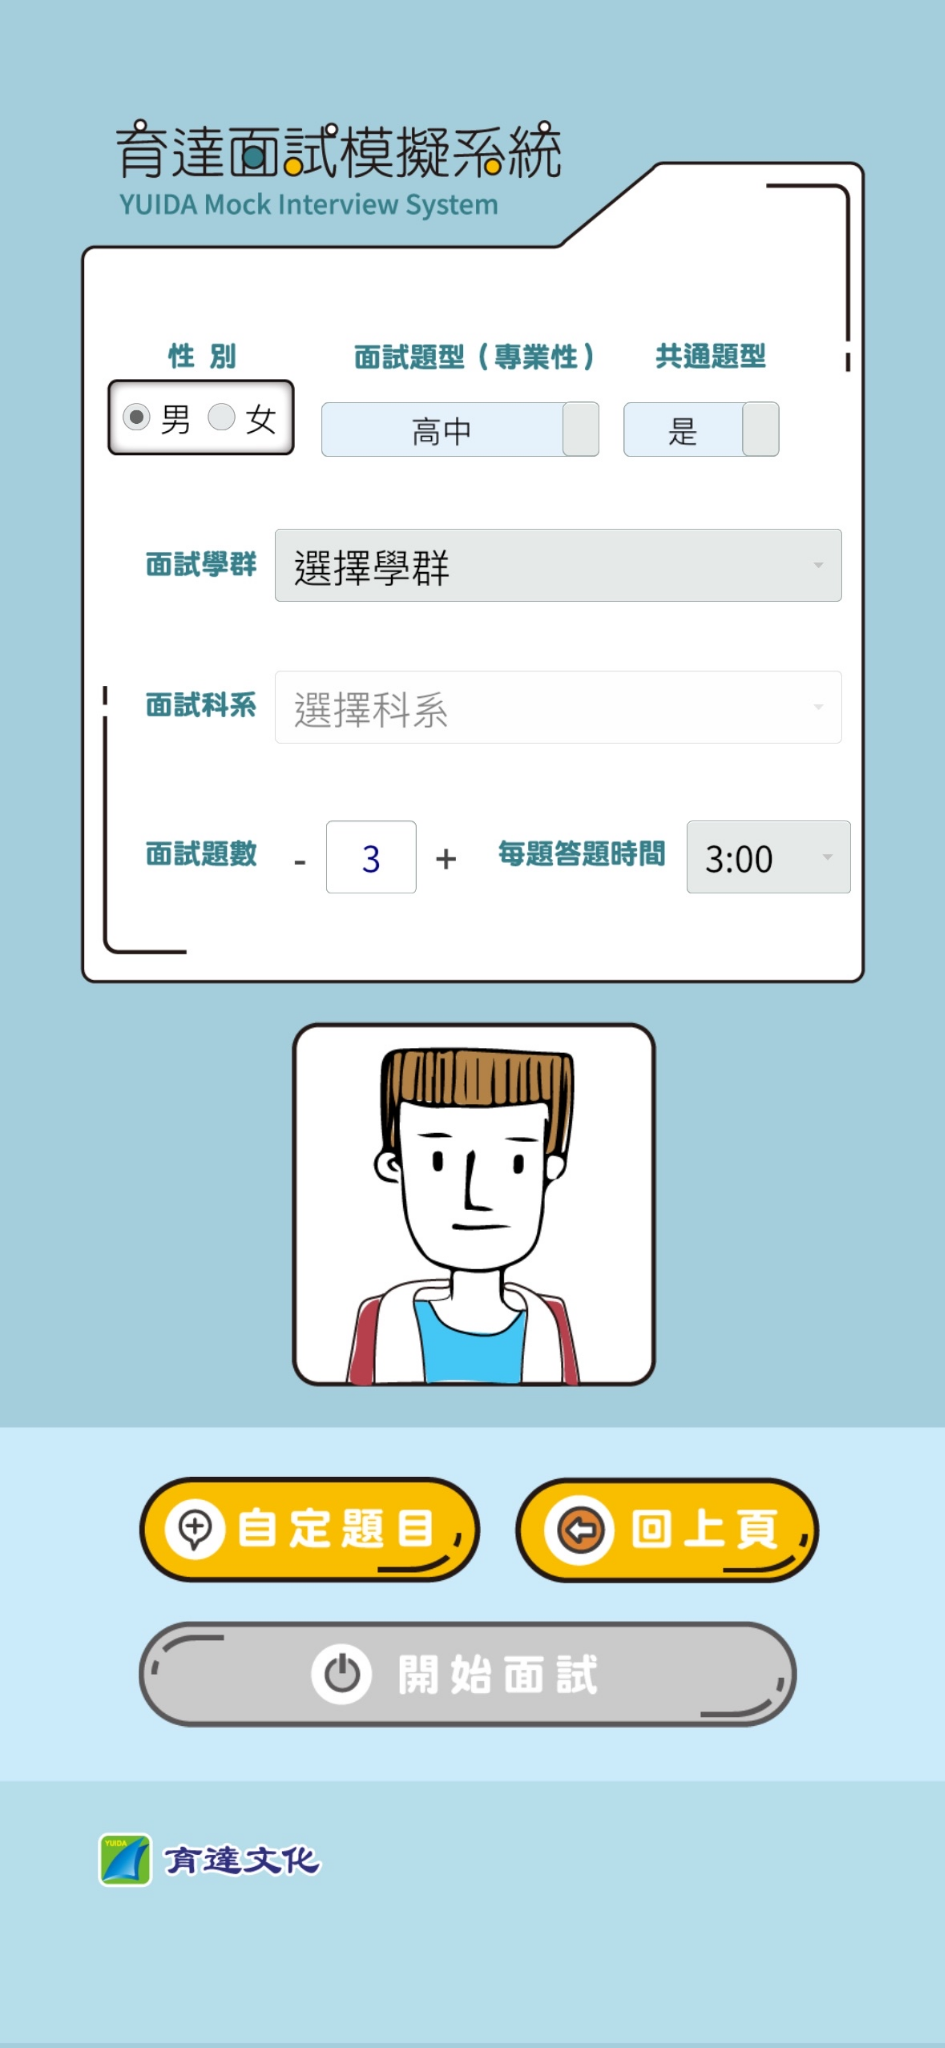 育達面試模擬系統
YUIDA Mock Interview System
性別 面試題型（專業性） 共通題型
男 女 高中 是
面試學群 選擇學群
面試科系 選擇科系
面試題數 - 3 + 每題答題時間 3:00
自定題目 回上頁
開始面試
YUIDA 育達文化